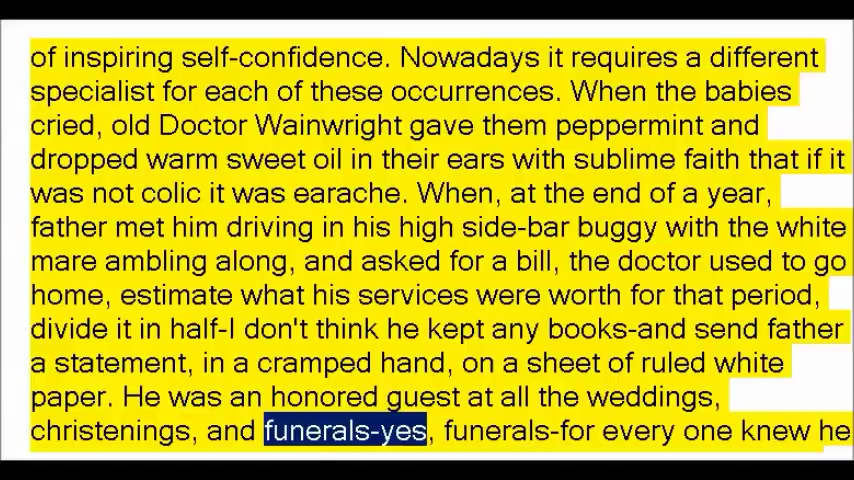 of inspiring self-confidence. Nowadays it requires a different
specialist for each of these occurrences. When the babies
cried, old Doctor Wainwright gave them peppermint and
dropped warm sweet oil in their ears with sublime faith that if it
was not colic it was earache. When, at the end of a year,
father met him driving in his high side-bar buggy with the white
mare ambling along, and asked for a bill, the doctor used to go
home, estimate what his services were worth for that period,
divide it in half-I don't think he kept any books-and send father
a statement, in a cramped hand, on a sheet of ruled white
paper. He was an honored guest at all the weddings,
christenings, and funerals-yes, funerals-for every one knew he